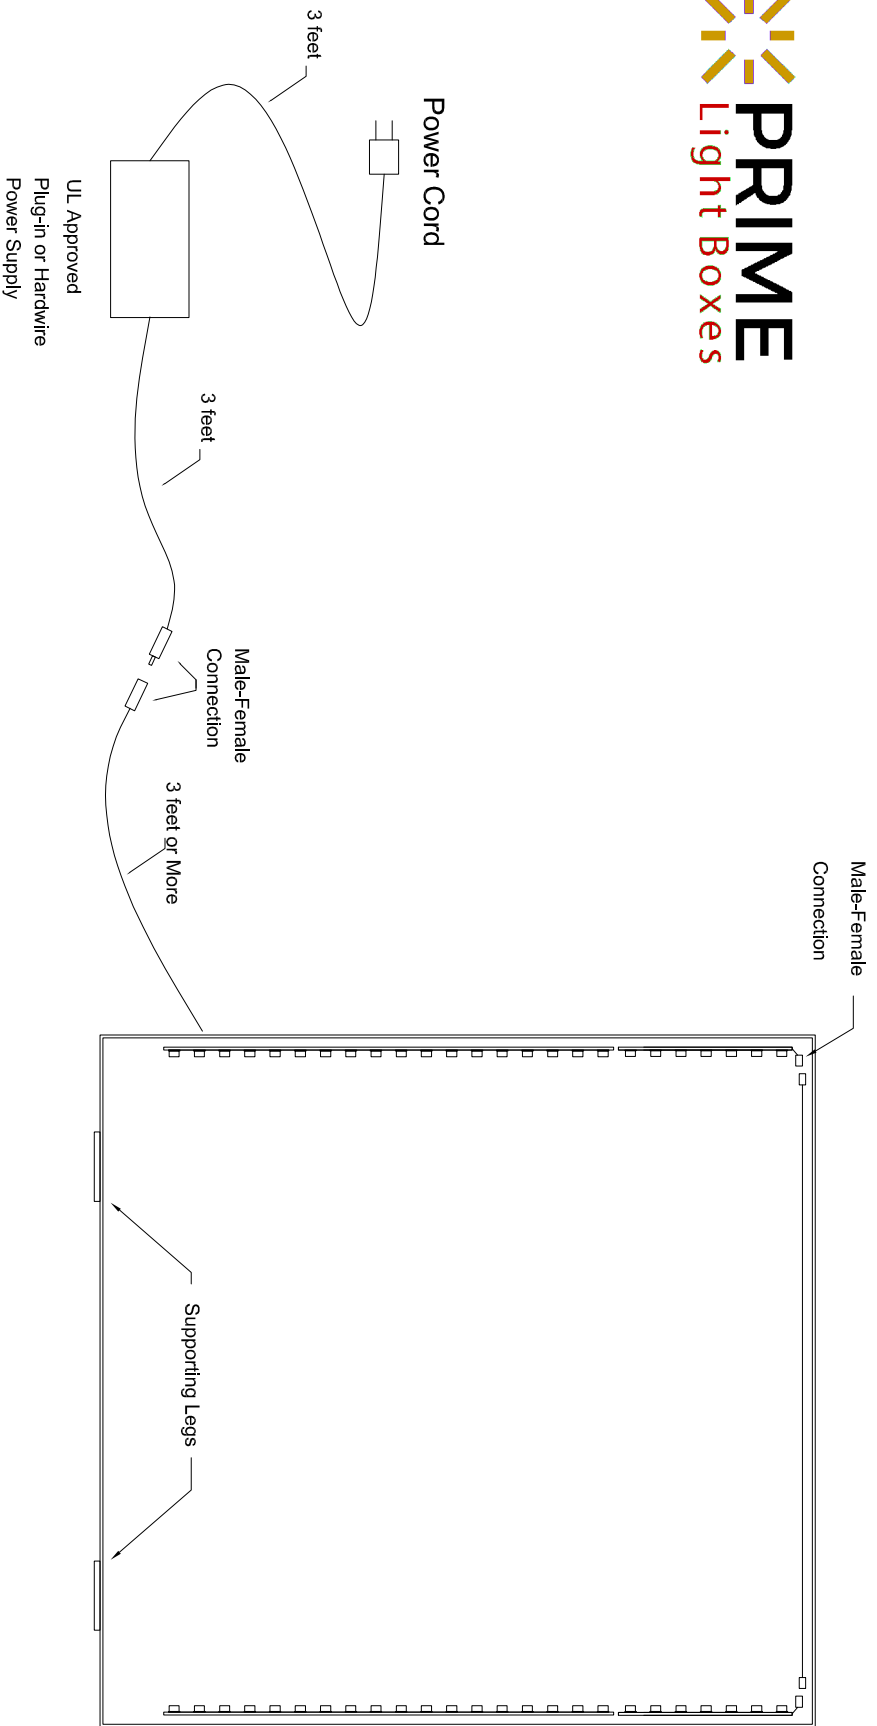 PRIME
Light Boxes
Power Cord
3 feet
UL Approved
Plug-in or Hardwire
Power Supply
3 feet
Male-Female
Connection
3 feet or More
Male-Female
Connection
Supporting Legs